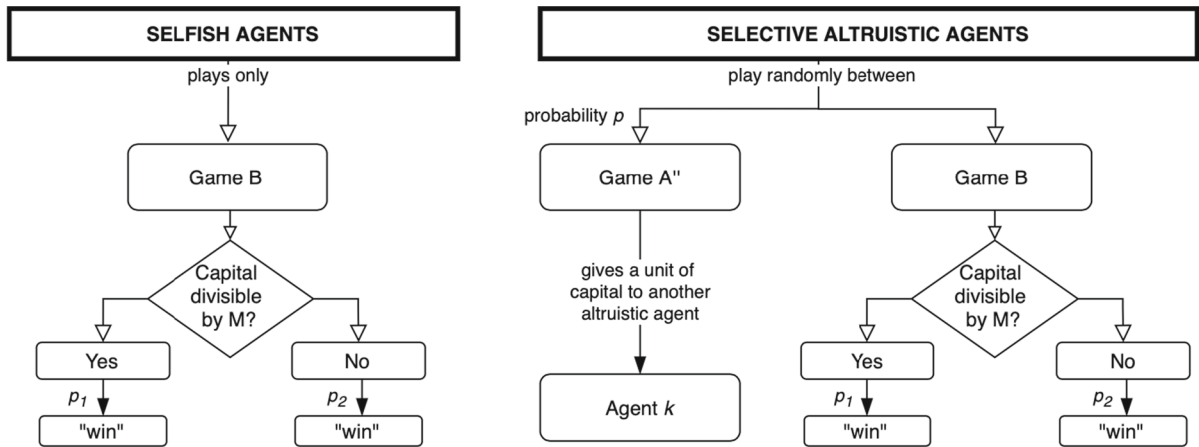 SELFISH AGENTS
plays only
Game B
Capital
divisible
by M?
Yes
No
p1
p2
"win"
"win"
SELECTIVE ALTRUISTIC AGENTS
play randomly between
probability p
Game A"
Game B
gives a unit of
capital to another
altruistic agent
Agent k
Capital
divisible
by M?
Yes
No
p1
p2
"win"
"win"